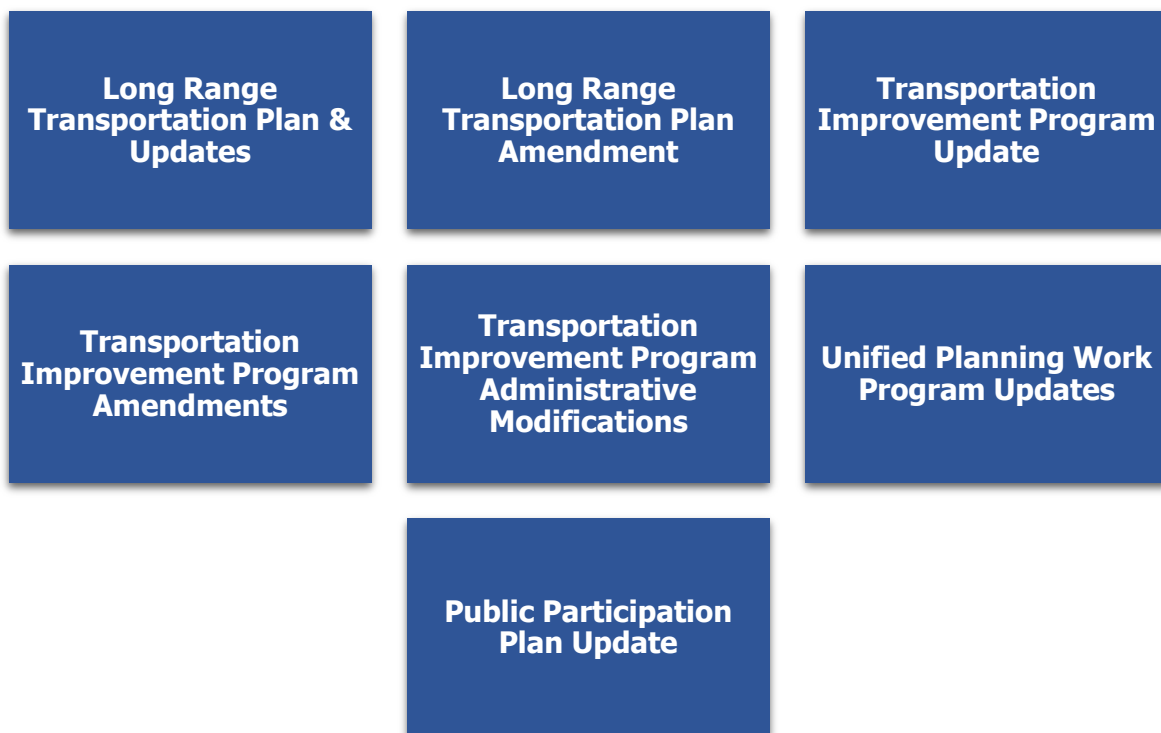 Long Range
Transportation Plan &
Updates
Long Range
Transportation Plan
Amendment
Transportation
Improvement Program
Update
Transportation
Improvement Program
Amendments
Transportation
Improvement Program
Administrative
Modifications
Unified Planning Work
Program Updates
Public Participation
Plan Update